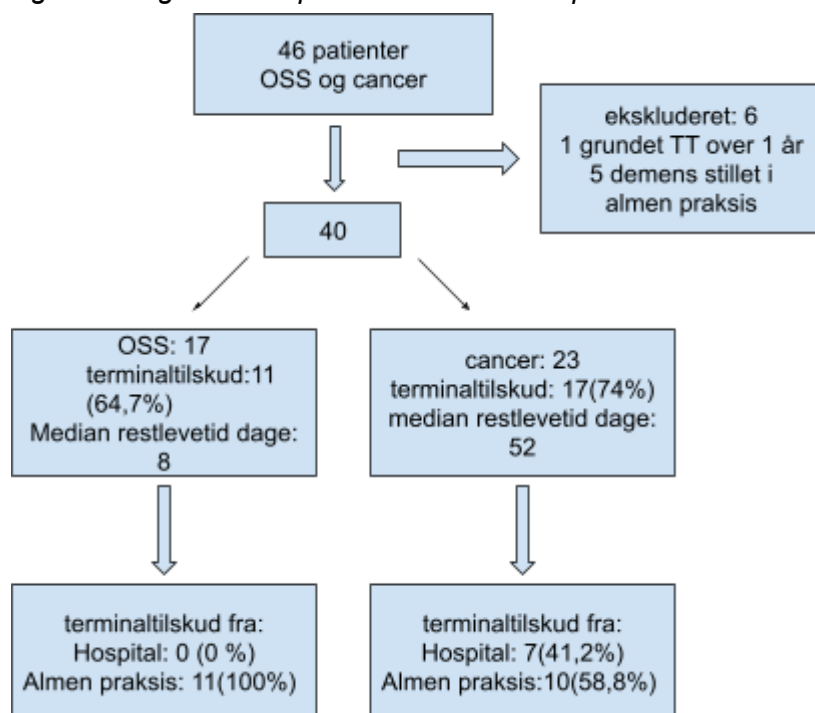 46 patienter
OSS og cancer
ekskluderet: 6
1 grundet TT over 1 år
5 demens stillet i
almen praksis
40
OSS: 17
terminaltilskud:11
(64,7%)
Median restlevetid dage:
8
cancer: 23
terminaltilskud: 17(74%)
median restlevetid dage:
52
terminaltilskud fra:
Hospital: 0 (0 %)
Almen praksis: 11(100%)
terminaltilskud fra:
Hospital: 7(41,2%)
Almen praksis:10(58,8%)